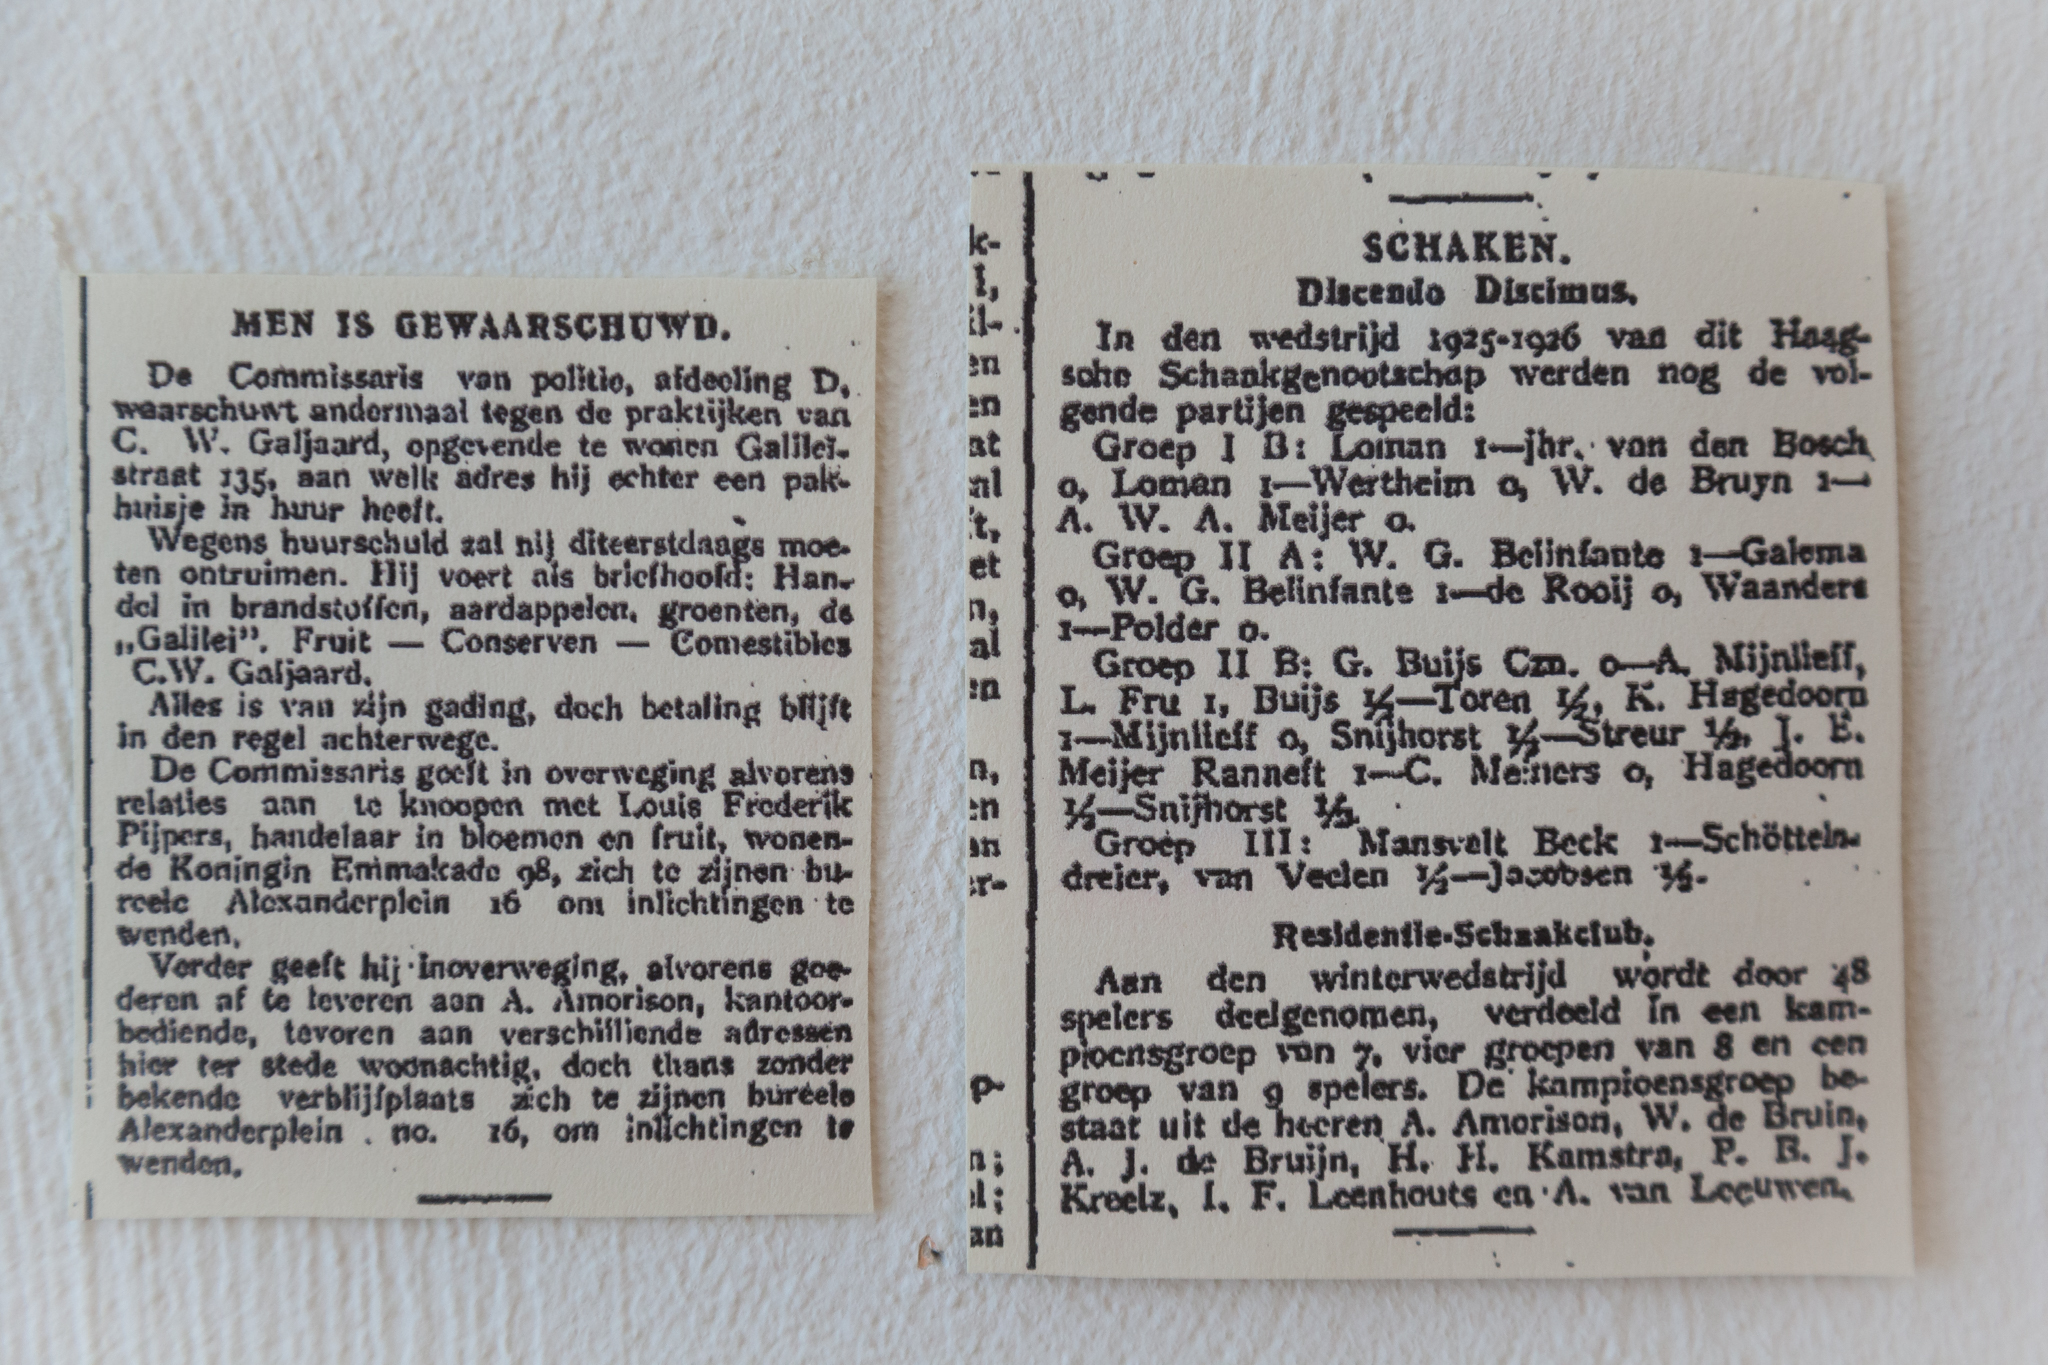 MEN IS GEWAARSCHUWD.
De Commissaris van politie, afdeeling D,
waarschuwt andermaal tegen de praktijken van
C. W. Galjaard, opgevende te wonen Galileï-
straat 135, aan welk adres hij echter een pak-
huisje in huur heeft.
Wegens huurschuld zal hij diteerstdaags moe-
ten ontruimen. Hij voert als briefhoofd: Han-
del in brandstoffen, aardappelen, groenten, de
„Galilei”. Fruit — Conserven — Comestibles
C.W. Galjaard.
Alles is van zijn gading, doch betaling blijft
in den regel achterwege.
De Commissaris geeft in overweging alvorens
relaties aan te knoopen met Louis Frederik
Pijpers, handelaar in bloemen en fruit, wonen-
de Koningin Emmakade 98, zich te zijnen bu-
reele Alexanderplein 16 om inlichtingen te
wenden.
Verder geeft hij inoverweging, alvorens goe-
deren af te leveren aan A. Amorison, kantoor-
bediende, tevoren aan verschilliende adressen
hier ter stede woonachtig, doch thans zonder
bekende verblijfplaats zich te zijnen bureele
Alexanderplein no. 16, om inlichtingen te
wenden.
SCHAKEN.
Discendo Discimus.
In den wedstrijd 1925-1926 van dit Haag-
sche Schaakgenootschap werden nog de vol-
gende partijen gespeeld:
Groep I B: Loman 1—jhr. van den Bosch
0, Loman 1—Wertheim 0, W. de Bruyn 1—
A. W. A. Meijer 0.
Groep II A: W. G. Belinfante 1—Galema
0, W. G. Belinfante 1—de Rooij 0, Waanders
1—Polder 0.
Groep II B: G. Buijs Czn. 0—A. Mijnlieff,
L. Fru 1, Buijs ½—Toren ½, K. Hagedoorn
1—Mijnlieff 0, Snijhorst ½—Streur ½, J. E.
Meijer Ranneft 1—C. Meiners 0, Hagedoorn
½—Snijhorst ½.
Groep III: Mansvelt Beck 1—Schötteln-
dreier, van Veelen ½—Jacobsen ½.
Residentie-Schaakclub.
Aan den winterwedstrijd wordt door 48
spelers deelgenomen, verdeeld in een kam-
pioensgroep van 7, vier groepen van 8 en een
groep van 9 spelers. De kampioensgroep be-
staat uit de heeren A. Amorison, W. de Bruin,
A. J. de Bruijn, H. H. Kamstra, P. B. J.
Kreelz, I. F. Leenhouts en A. van Leeuwen.